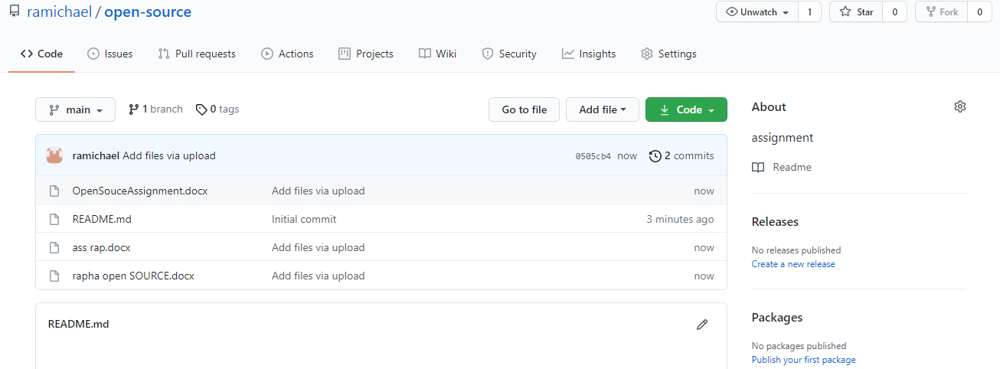 ramichael / open-source
Unwatch 1 Star 0 Fork 0
Code Issues Pull requests Actions Projects Wiki Security Insights Settings
main 1 branch 0 tags Go to file Add file Code
ramichael Add files via upload 0505cb4 now 2 commits
OpenSouceAssignment.docx Add files via upload now
README.md Initial commit 3 minutes ago
ass rap.docx Add files via upload now
rapha open SOURCE.docx Add files via upload now
README.md
About
assignment
Readme
Releases
No releases published
Create a new release
Packages
No packages published
Publish your first package